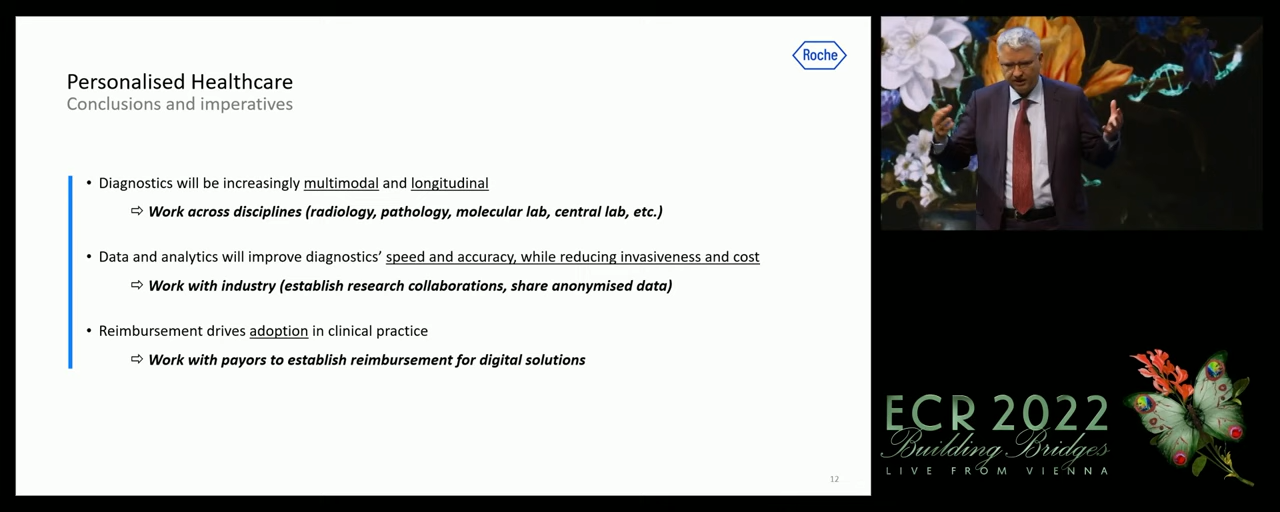 Roche
Personalised Healthcare
Conclusions and imperatives
• Diagnostics will be increasingly multimodal and longitudinal
⇨ Work across disciplines (radiology, pathology, molecular lab, central lab, etc.)
• Data and analytics will improve diagnostics’ speed and accuracy, while reducing invasiveness and cost
⇨ Work with industry (establish research collaborations, share anonymised data)
• Reimbursement drives adoption in clinical practice
⇨ Work with payors to establish reimbursement for digital solutions
12
ECR 2022
Building Bridges
LIVE FROM VIENNA